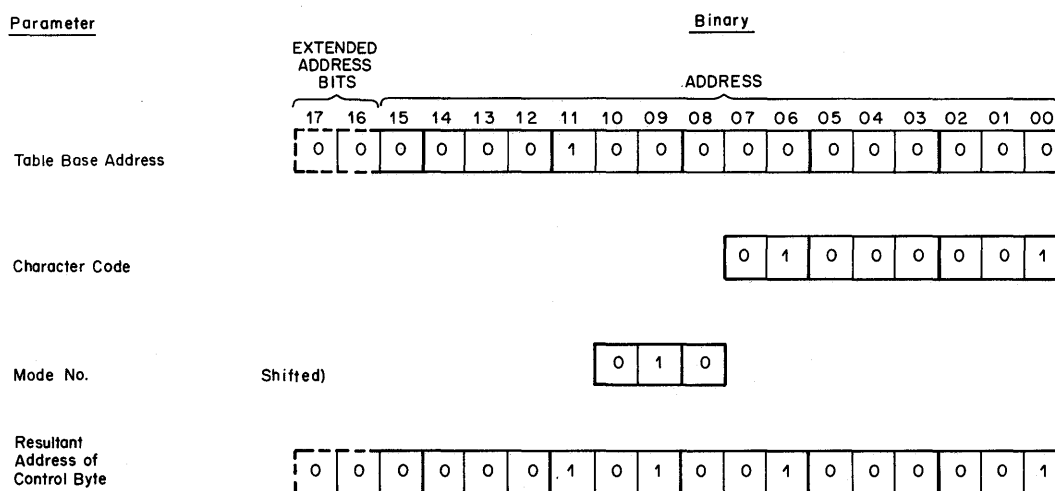 Parameter
Binary
EXTENDED
ADDRESS
BITS
ADDRESS
17 16 15 14 13 12 11 10 09 08 07 06 05 04 03 02 01 00
Table Base Address 0 0 0 0 0 0 1 0 0 0 0 0 0 0 0 0 0 0
Character Code 0 1 0 0 0 0 0 1
Mode No. Shifted) 0 1 0
Resultant
Address of
Control Byte 0 0 0 0 0 0 1 0 1 0 0 1 0 0 0 0 0 1